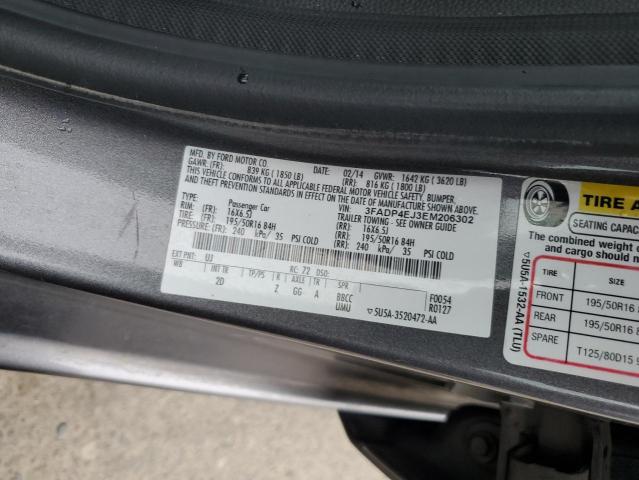 MFD. BY FORD MOTOR CO.
DATE: 02/14 GVWR: 1642 KG ( 3620 LB)
GAWR: (FR): 839 KG ( 1850 LB) (RR): 816 KG ( 1800 LB)
THIS VEHICLE CONFORMS TO ALL APPLICABLE FEDERAL MOTOR VEHICLE SAFETY, BUMPER,
AND THEFT PREVENTION STANDARDS IN EFFECT ON THE DATE OF MANUFACTURE SHOWN ABOVE.
VIN: 3FADP4EJ3EM206302
TYPE: Passenger Car TRAILER TOWING - SEE OWNER GUIDE
RIM: (FR): 16X6.5J (RR): 16X6.5J
TIRE: (FR): 195/50R16 84H (RR): 195/50R16 84H
PRESSURE: (FR): 240 kPa/ 35 PSI COLD (RR): 240 kPa/ 35 PSI COLD
EXT PNT: UJ RC: 72 DSO:
WB INT TR TP/PS R AXLE TR SPR F0054
2D Z GG A BBCC R0127
UMU ▽5U5A-3520472-AA
TIRE A
SEATING CAPAC
The combined weight o
and cargo should n
TIRE SIZE
FRONT 195/50R16
REAR 195/50R16 8
SPARE T125/80D15 9
▽5U5A-1532-AA (TLU)